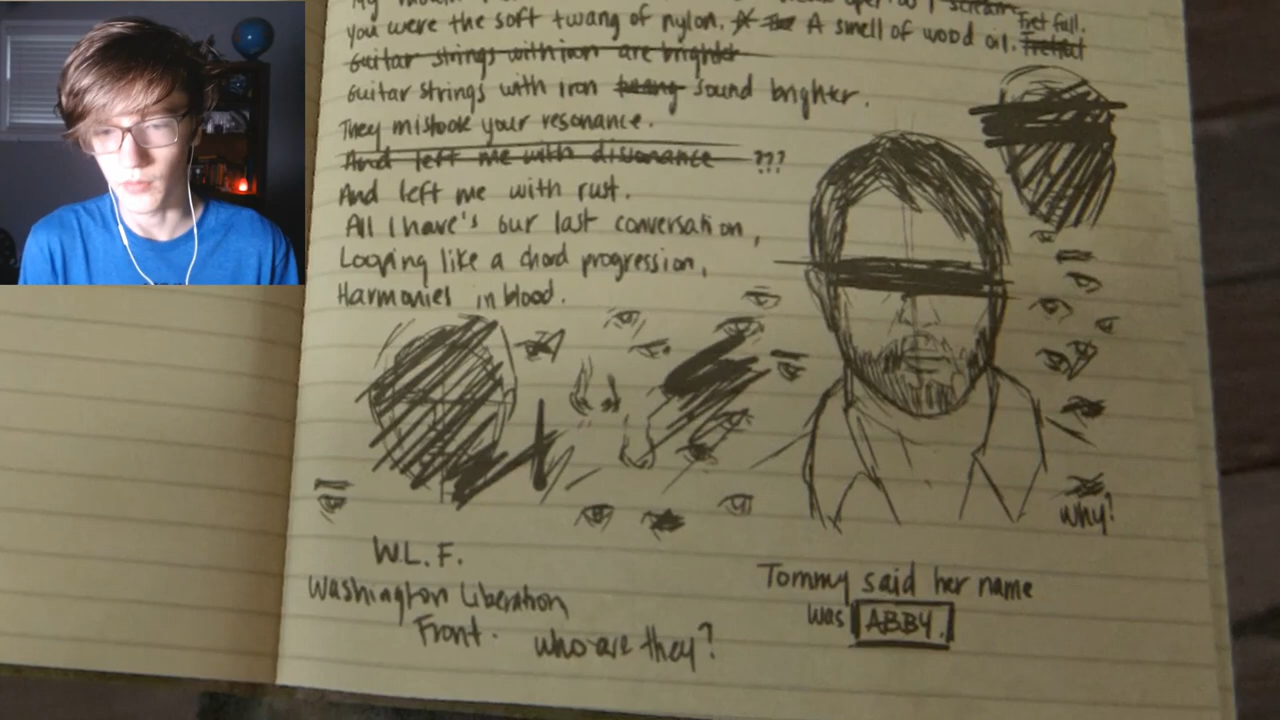 you were the soft twang of nylon. A smell of wood oil. Fret full.
Guitar strings with iron are brighter
Guitar strings with iron twang sound brighter.
They mistook your resonance.
And left me with dissonance ???
And left me with rust.
All I have's our last conversation,
Looping like a chord progression,
Harmonies in blood.
why?
W.L.F.
Washington Liberation
Front. who are they?
Tommy said her name
was ABBY.